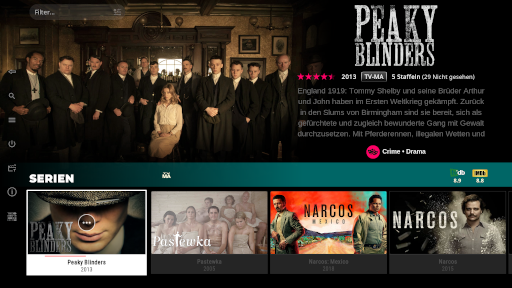 Filter...
PEAKY
BLINDERS
2013 TV-MA 5 Staffeln (29 Nicht gesehen)
England 1919: Tommy Shelby und seine Brüder Arthur
und John haben im Ersten Weltkrieg gekämpft. Zurück
in den Slums von Birmingham sind sie bereit, sich als
gefürchtete und zugleich bewunderte Gang mit Gewalt
durchzusetzen. Mit Pferderennen, illegalen Wetten und
Crime • Drama
SERIEN
MA
8.9
8.8
PEAKY
BLINDERS
Pastewka
NARCOS
MEXICO
NARCOS
Peaky Blinders
2013
Pastewka
Narcos: Mexico
2018
Narcos